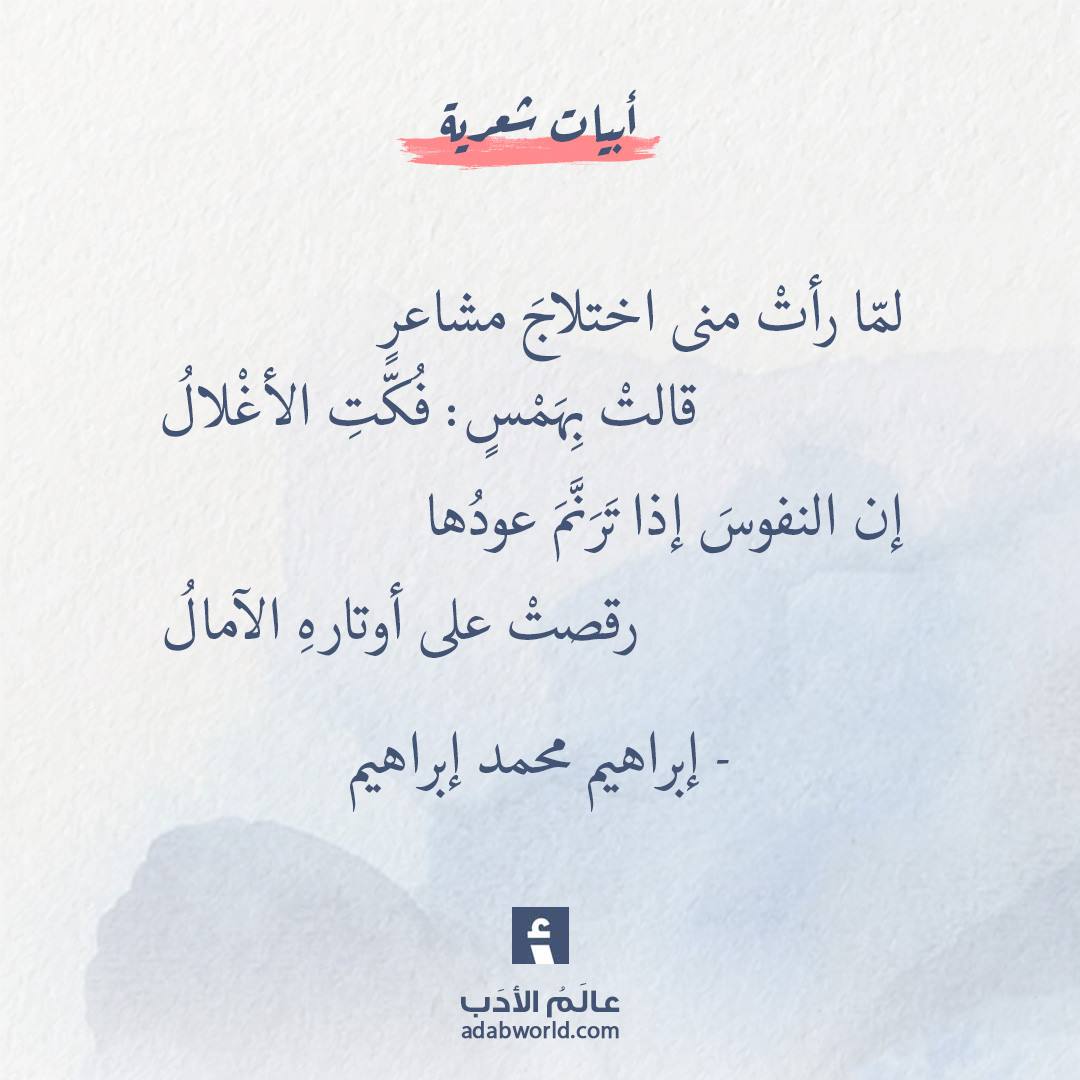 أبيات شعرية
لمّا رأتْ منى اختلاجَ مشاعرٍ
قالتْ بِهَمْسٍ: فُكَّتِ الأغْلالُ
إن النفوسَ إذا تَرَنَّمَ عودُها
رقصتْ على أوتارهِ الآمالُ
- إبراهيم محمد إبراهيم
أ
عالَمُ الأدَب
adabworld.com